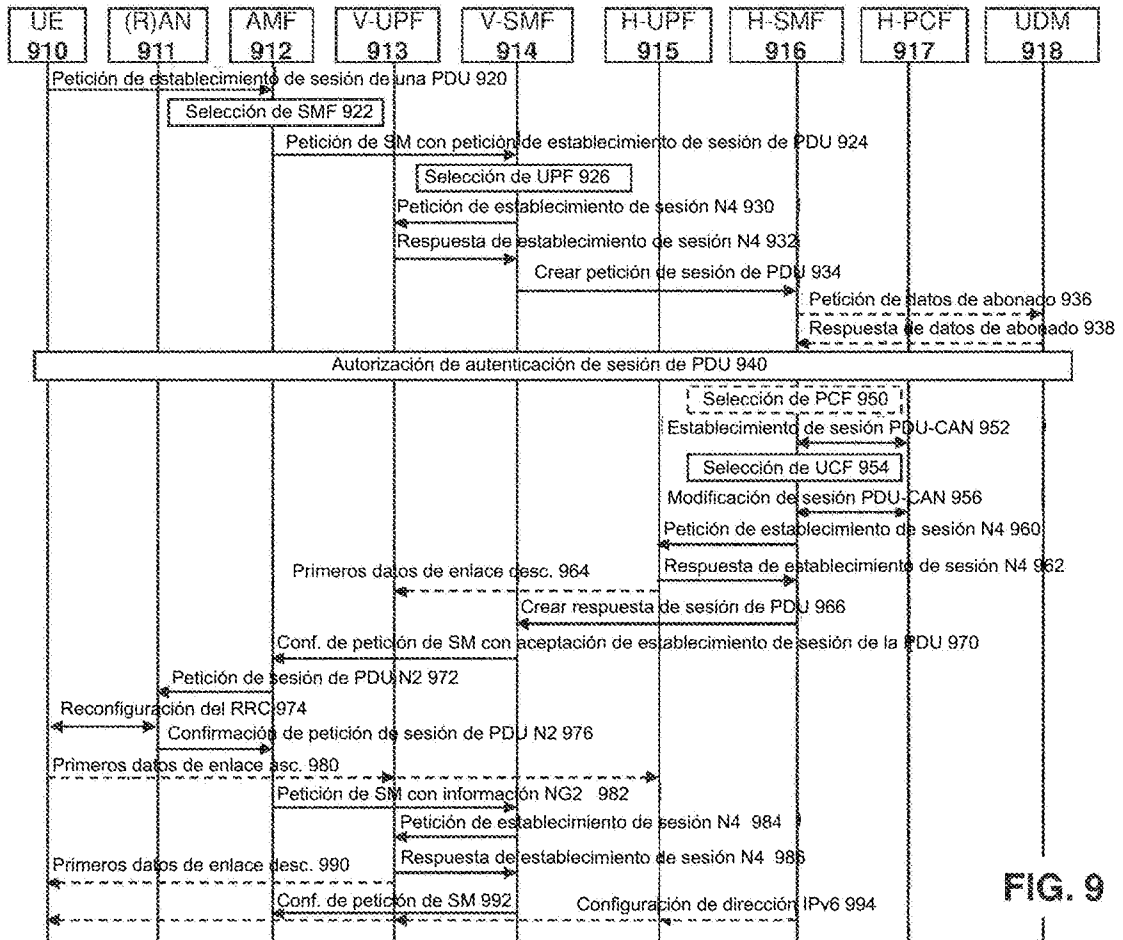 UE
910
(R)AN
911
AMF
912
V-UPF
913
V-SMF
914
H-UPF
915
H-SMF
916
H-PCF
917
UDM
918
Petición de establecimiento de sesión de una PDU 920
Selección de SMF 922
Petición de SM con petición de establecimiento de sesión de PDU 924
Selección de UPF 926
Petición de establecimiento de sesión N4 930
Respuesta de establecimiento de sesión N4 932
Crear petición de sesión de PDU 934
Petición de datos de abonado 936
Respuesta de datos de abonado 938
Autorización de autenticación de sesión de PDU 940
Selección de PCF 950
Establecimiento de sesión PDU-CAN 952
Selección de UCF 954
Modificación de sesión PDU-CAN 956
Petición de establecimiento de sesión N4 960
Respuesta de establecimiento de sesión N4 962
Primeros datos de enlace desc. 964
Crear respuesta de sesión de PDU 966
Conf. de petición de SM con aceptación de establecimiento de sesión de la PDU 970
Petición de sesión de PDU N2 972
Reconfiguración del RRC 974
Confirmación de petición de sesión de PDU N2 976
Primeros datos de enlace asc. 980
Petición de SM con información NG2 982
Petición de establecimiento de sesión N4 984
Respuesta de establecimiento de sesión N4 986
Primeros datos de enlace desc. 990
Conf. de petición de SM 992
Configuración de dirección IPv6 994
FIG. 9